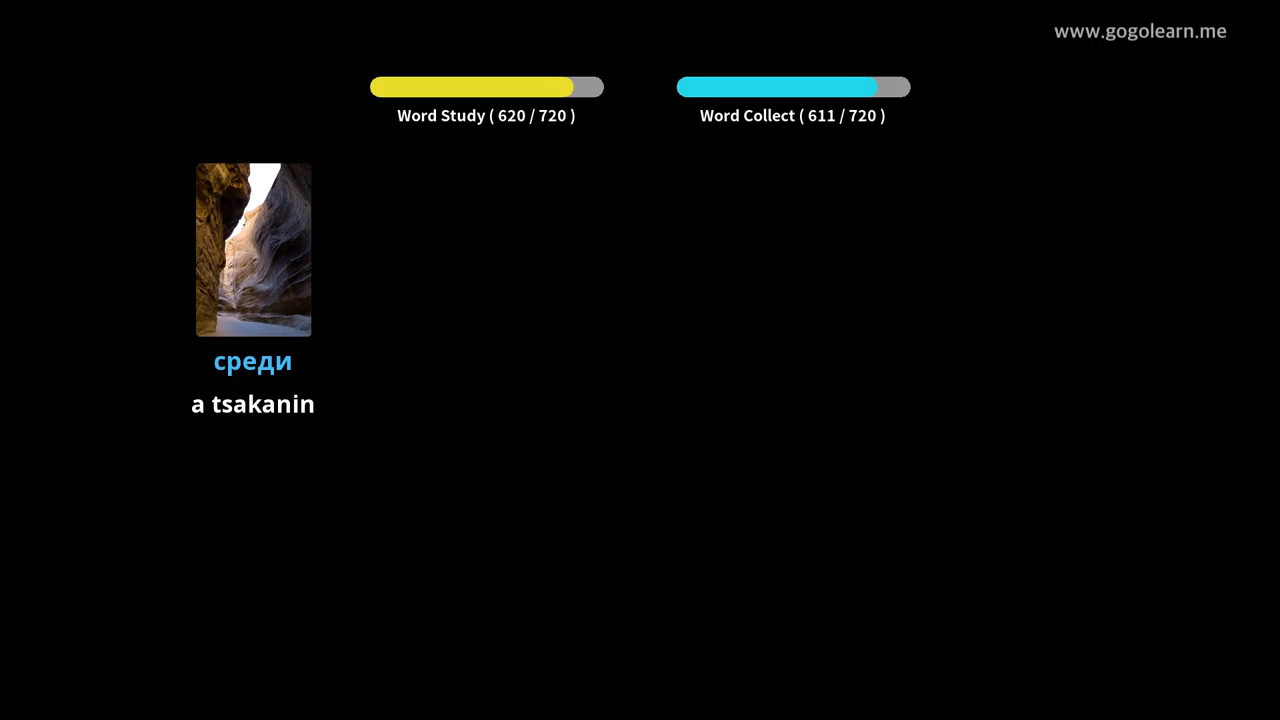 www.gogolearn.me
Word Study ( 620 / 720 )
Word Collect ( 611 / 720 )
среди
a tsakanin